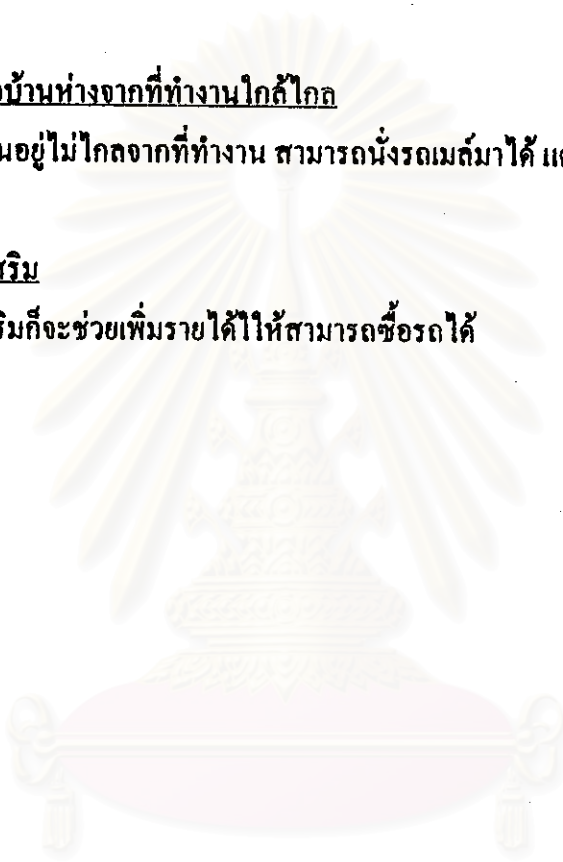 บ้านห่างจากที่ทำงานใกล้ไกล
นอยู่ไม่ไกลจากที่ทำงาน สามารถนั่งรถเมล์มาได้
สริม
ริมก็จะช่วยเพิ่มรายได้ไให้สามารถซื้อรถได้